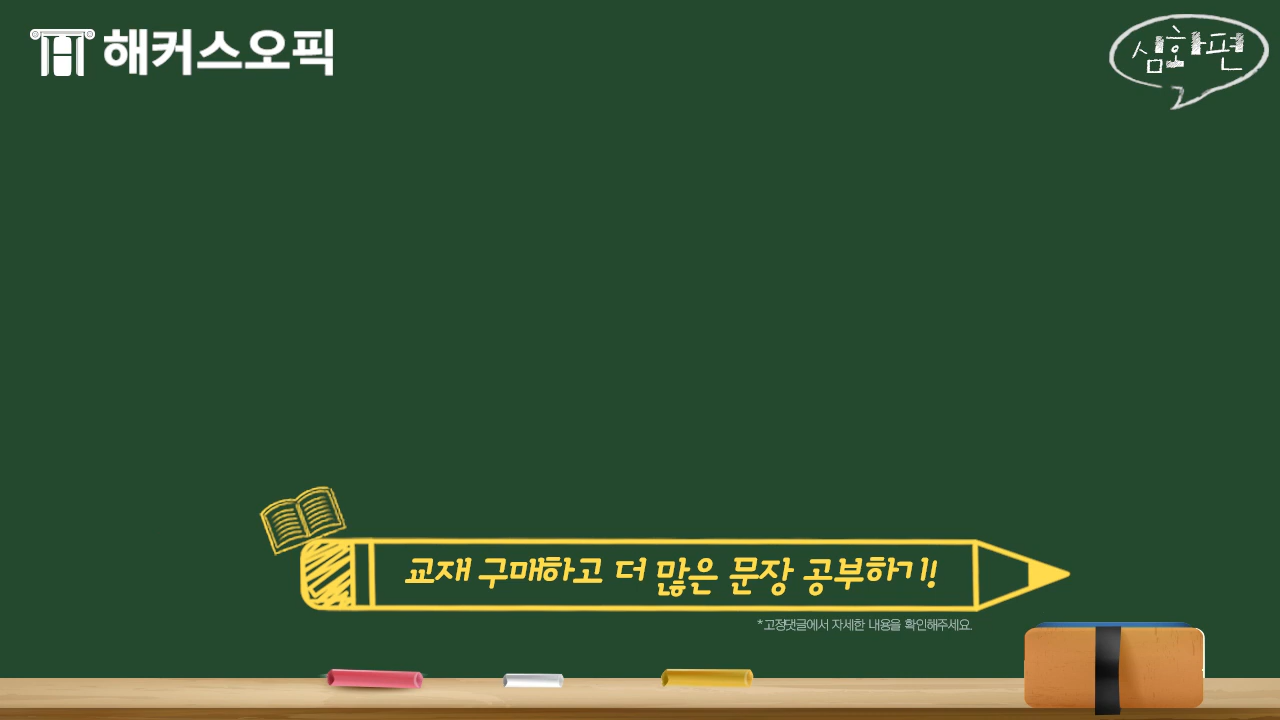 해커스오픽
심화편
교재 구매하고 더 많은 문장 공부하기!
*고정댓글에서 자세한 내용을 확인해주세요.